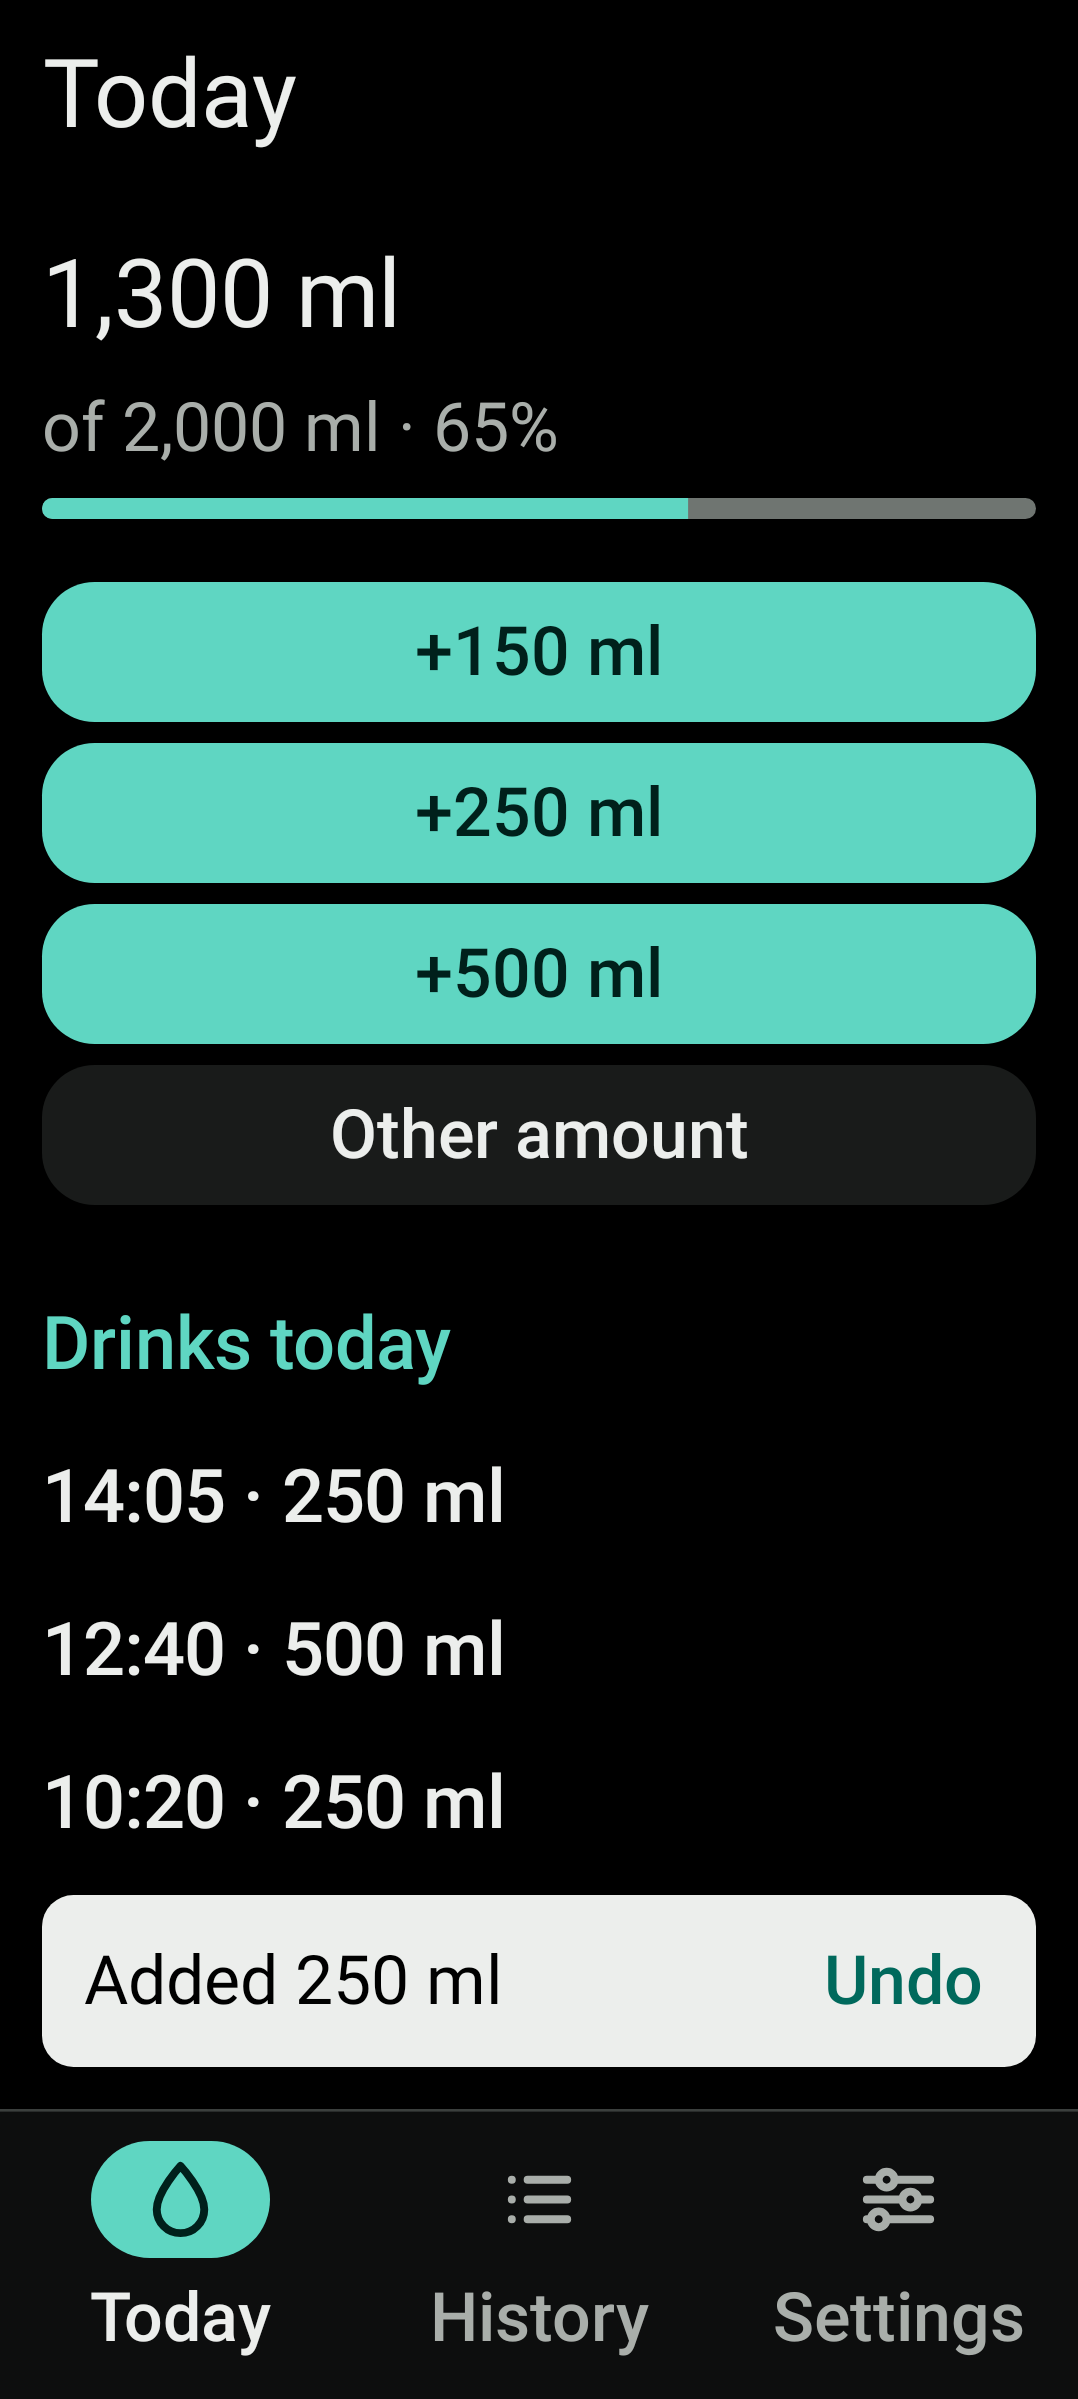 Today
1,300 ml
of 2,000 ml · 65%
+150 ml
+250 ml
+500 ml
Other amount
Drinks today
14:05 · 250 ml
12:40 · 500 ml
10:20 · 250 ml
Added 250 ml Undo
Today History Settings